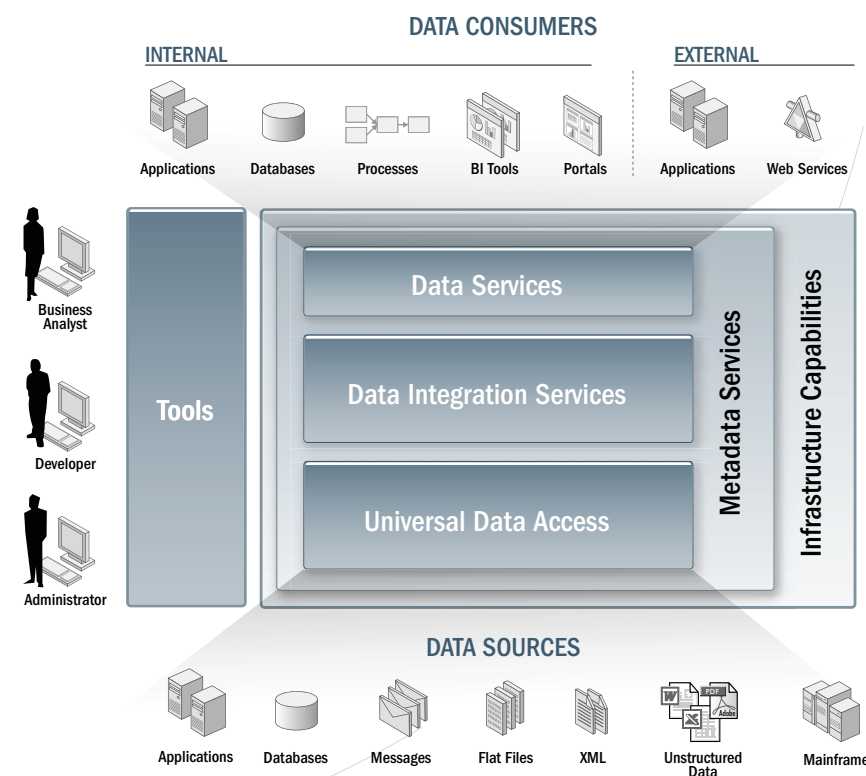 DATA CONSUMERS
INTERNAL
EXTERNAL
Applications
Databases
Processes
BI Tools
Portals
Applications
Web Services
Business
Analyst
Developer
Administrator
Tools
Data Services
Data Integration Services
Universal Data Access
Metadata Services
Infrastructure Capabilities
DATA SOURCES
W
X
PDF
Adobe
Applications
Databases
Messages
Flat Files
XML
Unstructured
Data
Mainframe